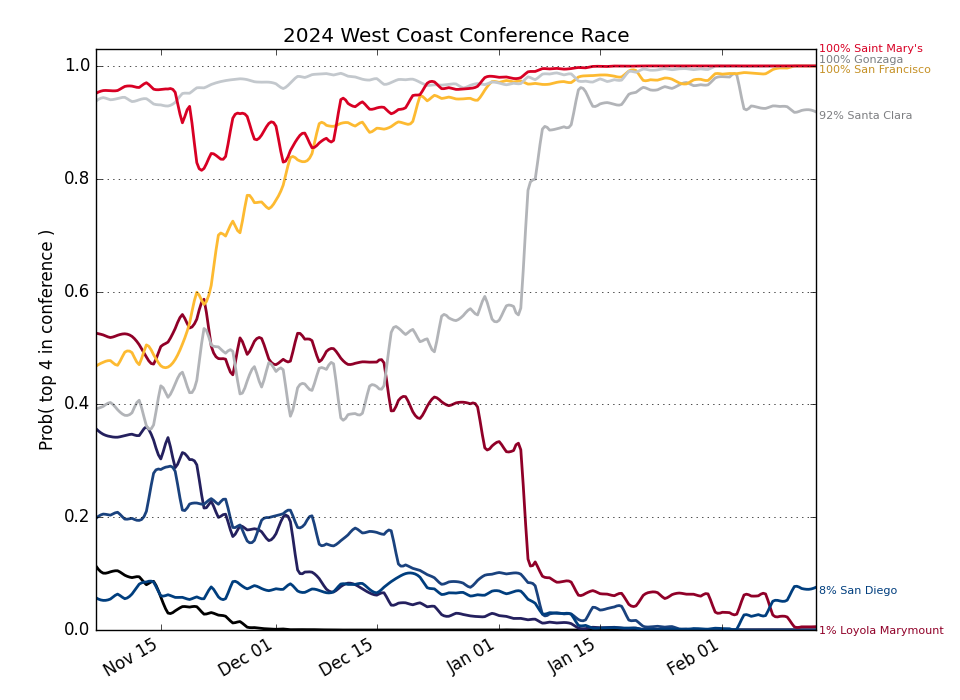 2024 West Coast Conference Race
Prob( top 4 in conference )
1.0
0.8
0.6
0.4
0.2
0.0
Nov 15
Dec 01
Dec 15
Jan 01
Jan 15
Feb 01
100% Saint Mary's
100% Gonzaga
100% San Francisco
92% Santa Clara
8% San Diego
1% Loyola Marymount